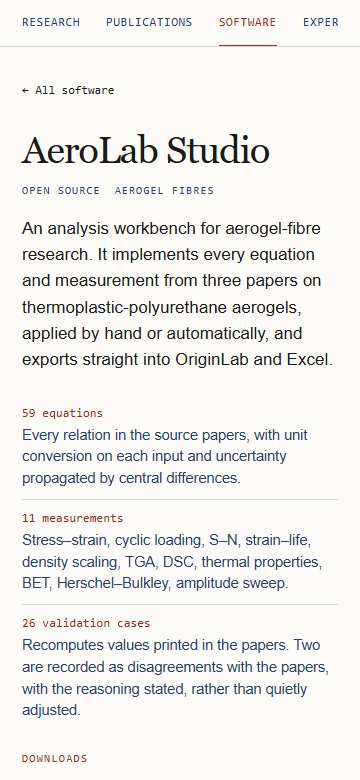 RESEARCH PUBLICATIONS SOFTWARE EXPER
← All software
AeroLab Studio
OPEN SOURCE AEROGEL FIBRES
An analysis workbench for aerogel-fibre
research. It implements every equation
and measurement from three papers on
thermoplastic-polyurethane aerogels,
applied by hand or automatically, and
exports straight into OriginLab and Excel.
59 equations
Every relation in the source papers, with unit
conversion on each input and uncertainty
propagated by central differences.
11 measurements
Stress–strain, cyclic loading, S–N, strain–life,
density scaling, TGA, DSC, thermal properties,
BET, Herschel–Bulkley, amplitude sweep.
26 validation cases
Recomputes values printed in the papers. Two
are recorded as disagreements with the papers,
with the reasoning stated, rather than quietly
adjusted.
DOWNLOADS